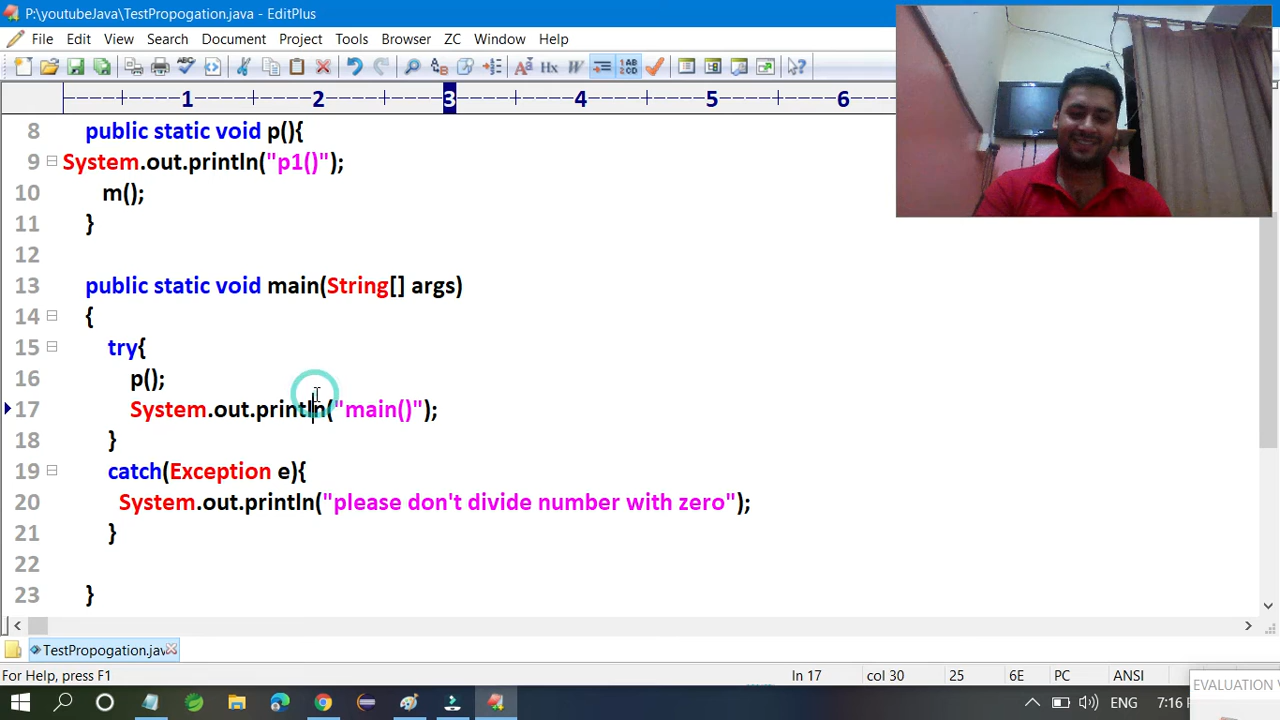 P:\youtubeJava\TestPropogation.java - EditPlus
File Edit View Search Document Project Tools Browser ZC Window Help
1 2 3 4 5 6
8 public static void p(){
9 System.out.println("p1()");
10 m();
11 }
12
13 public static void main(String[] args)
14 {
15 try{
16 p();
17 System.out.println("main()");
18 }
19 catch(Exception e){
20 System.out.println("please don't divide number with zero");
21 }
22
23 }
TestPropogation.jav
For Help, press F1 Ln 17 col 30 25 6E PC ANSI
EVALUATION
ENG 7:16